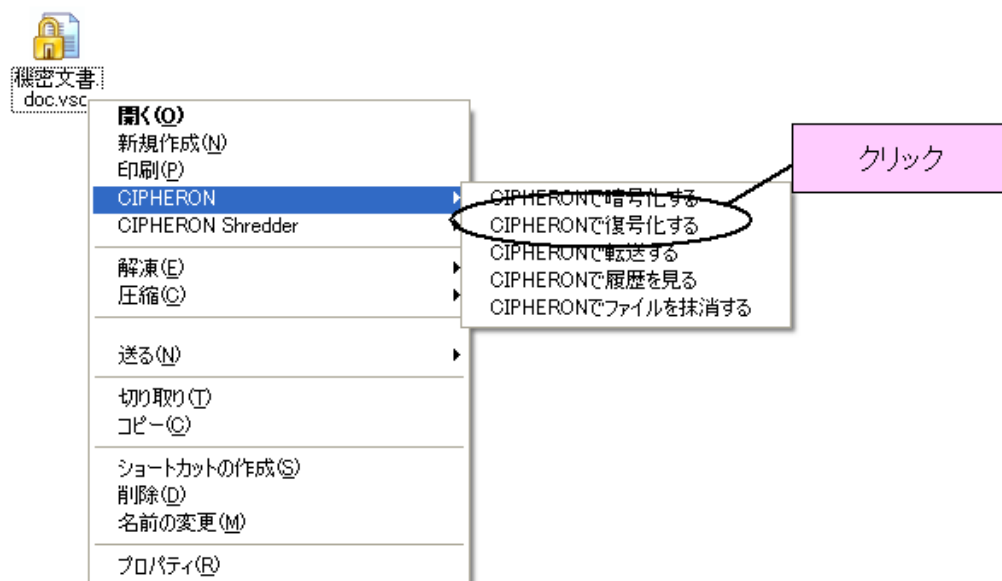 機密文書.
doc.vsc
開く(O)
新規作成(N)
印刷(P)
CIPHERON
CIPHERON Shredder
解凍(E)
圧縮(C)
送る(N)
切り取り(T)
コピー(C)
ショートカットの作成(S)
削除(D)
名前の変更(M)
プロパティ(R)
CIPHERONで暗号化する
CIPHERONで復号化する
CIPHERONで転送する
CIPHERONで履歴を見る
CIPHERONでファイルを抹消する
クリック